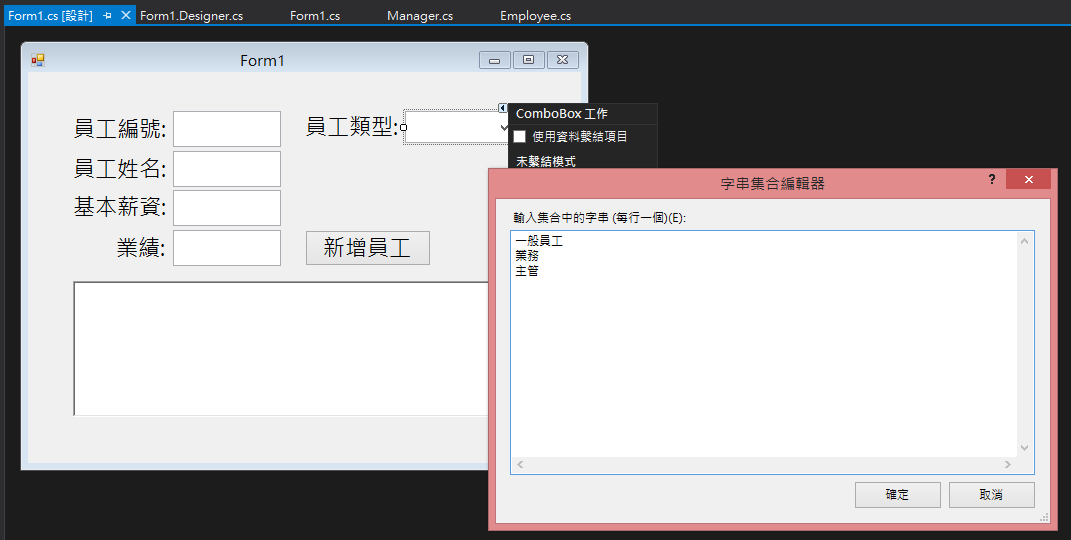 Form1.cs [設計] Form1.Designer.cs Form1.cs Manager.cs Employee.cs
Form1
員工編號: 員工類型:
員工姓名:
基本薪資:
業績: 新增員工
ComboBox 工作
使用資料繫結項目
未繫結模式
字串集合編輯器 ?
輸入集合中的字串 (每行一個)(E):
一般員工
業務
主管
確定 取消